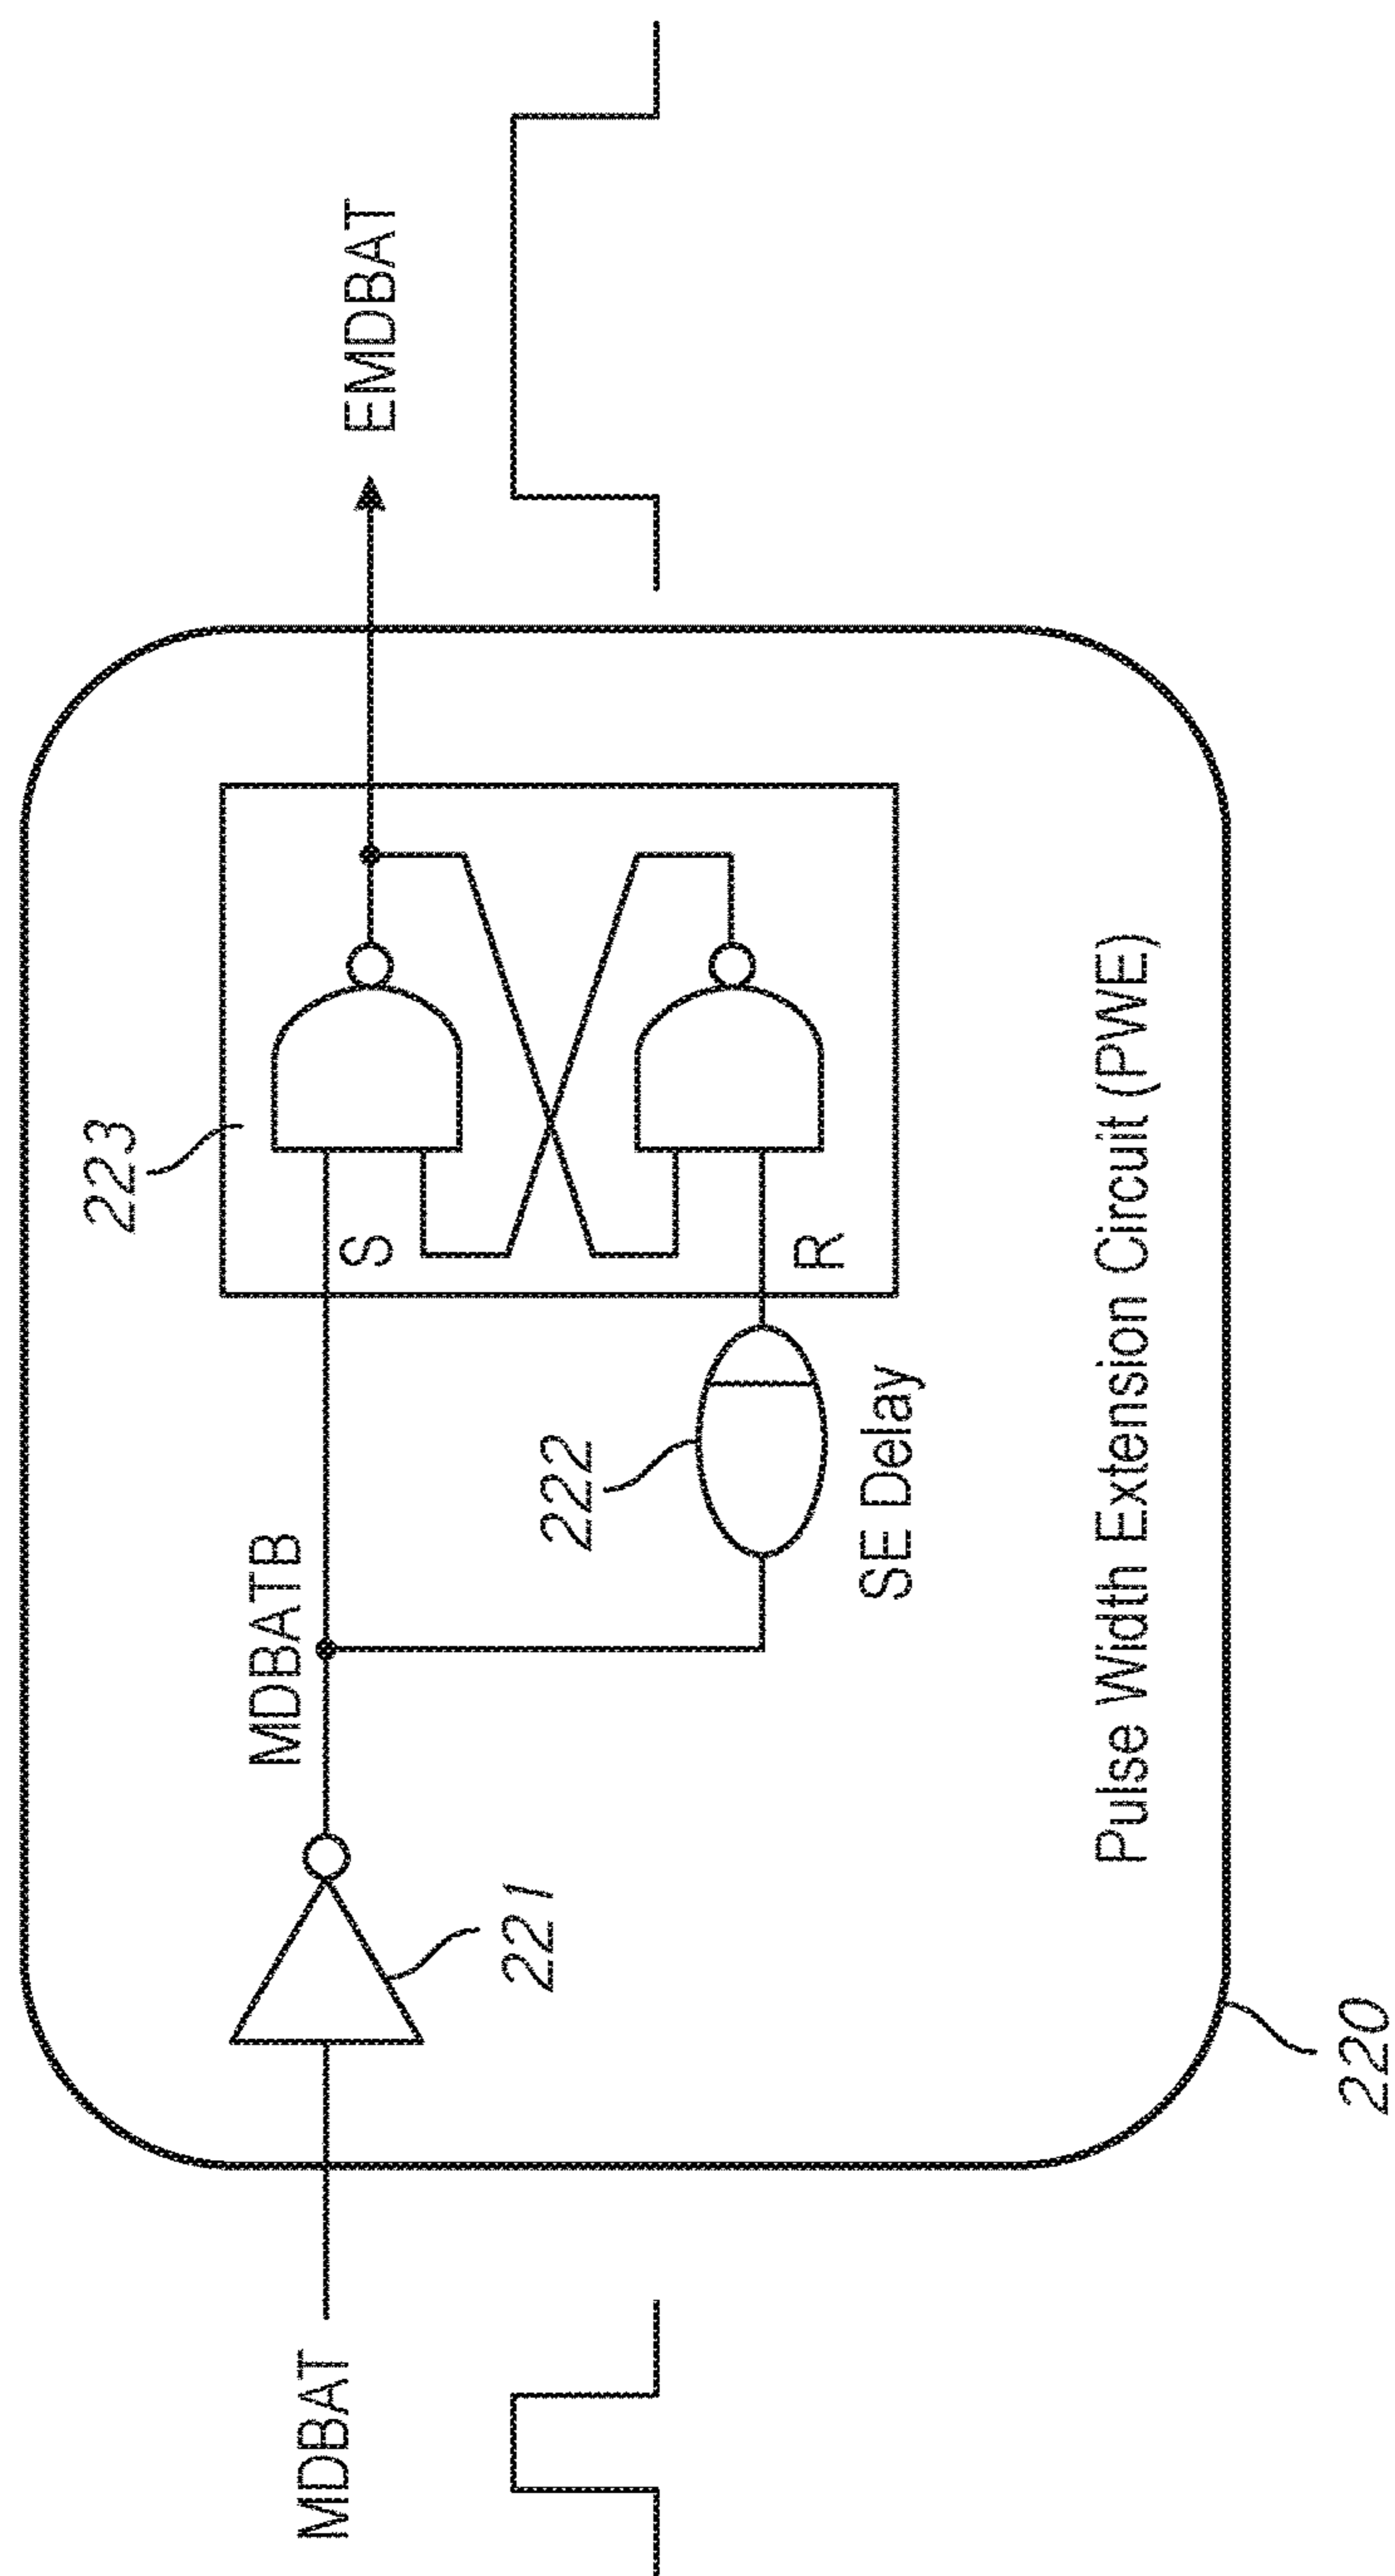 223
MDBATB
S
EMDBAT
MDBAT
221
222
R
SE Delay
Pulse Width Extension Circuit (PWE)
220